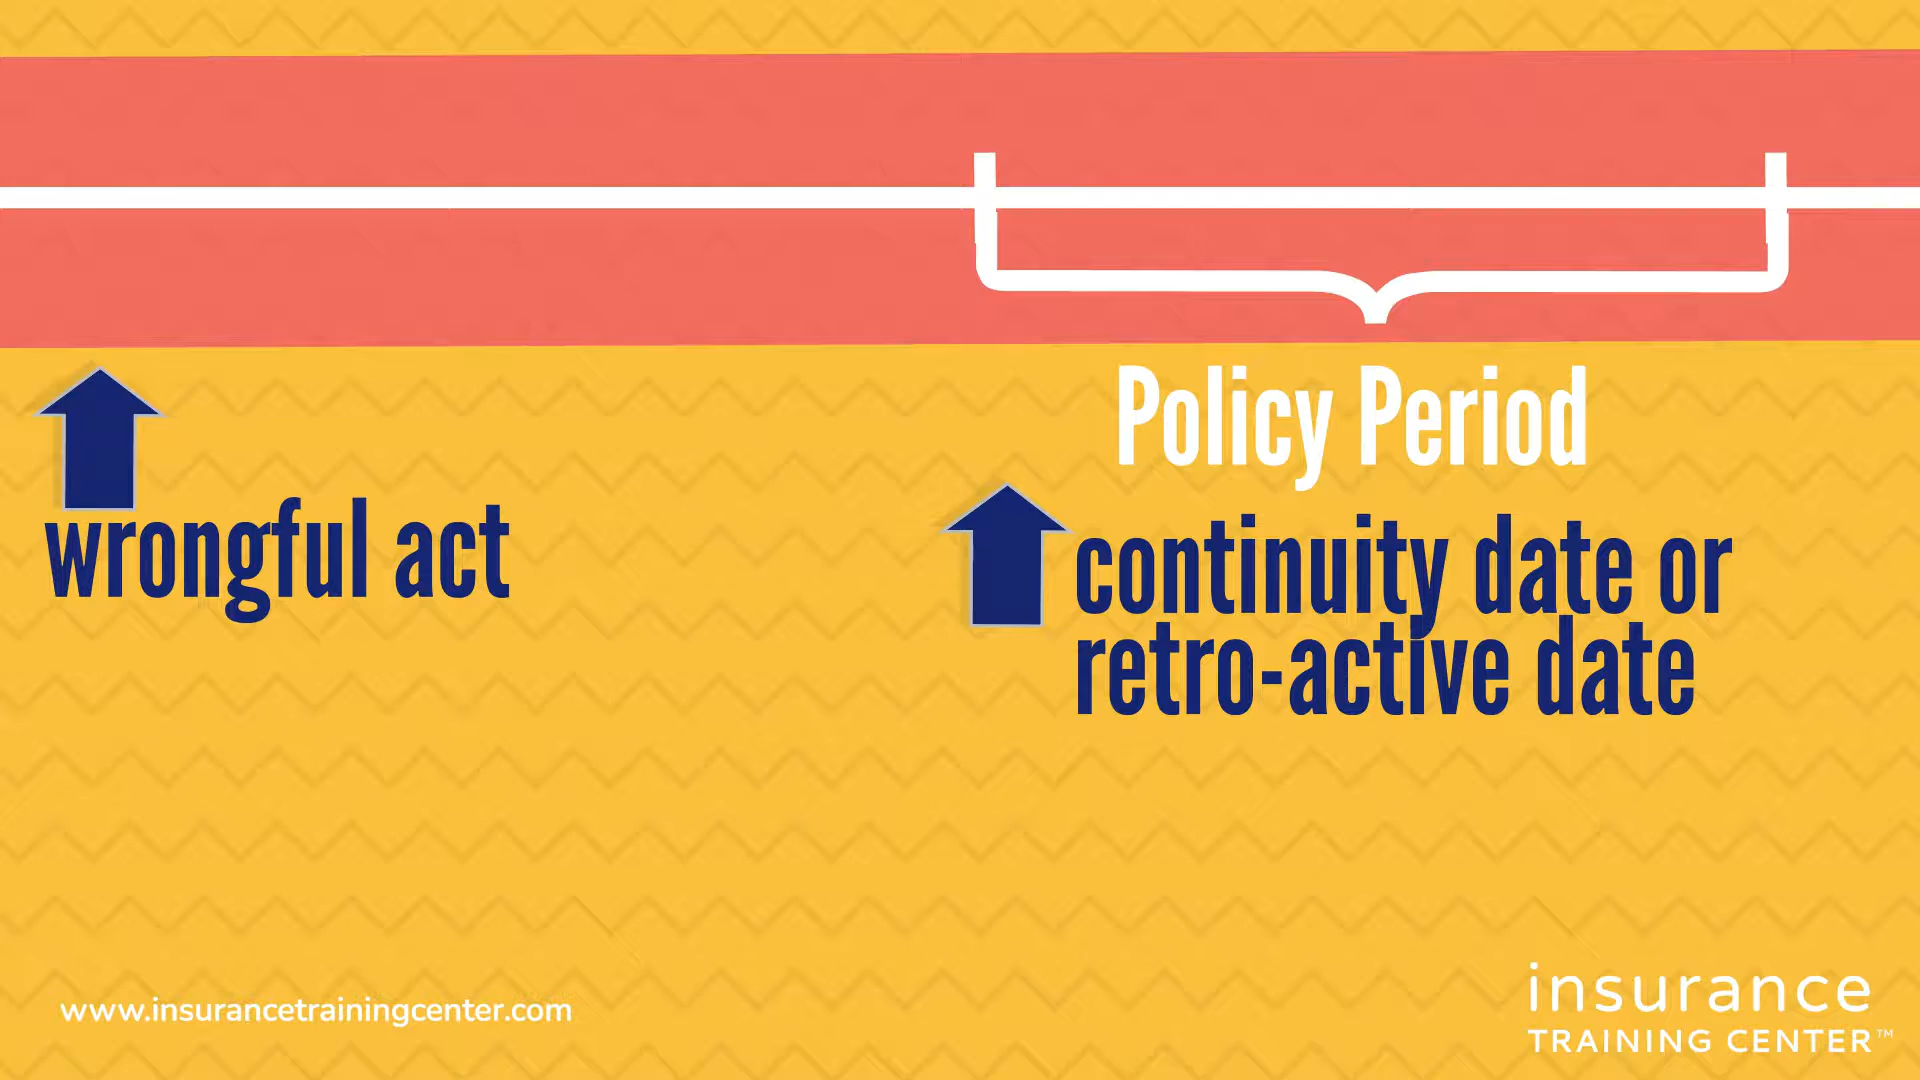 Policy Period
wrongful act
continuity date or
retro-active date
www.insurancetrainingcenter.com
insurance
TRAINING CENTER™